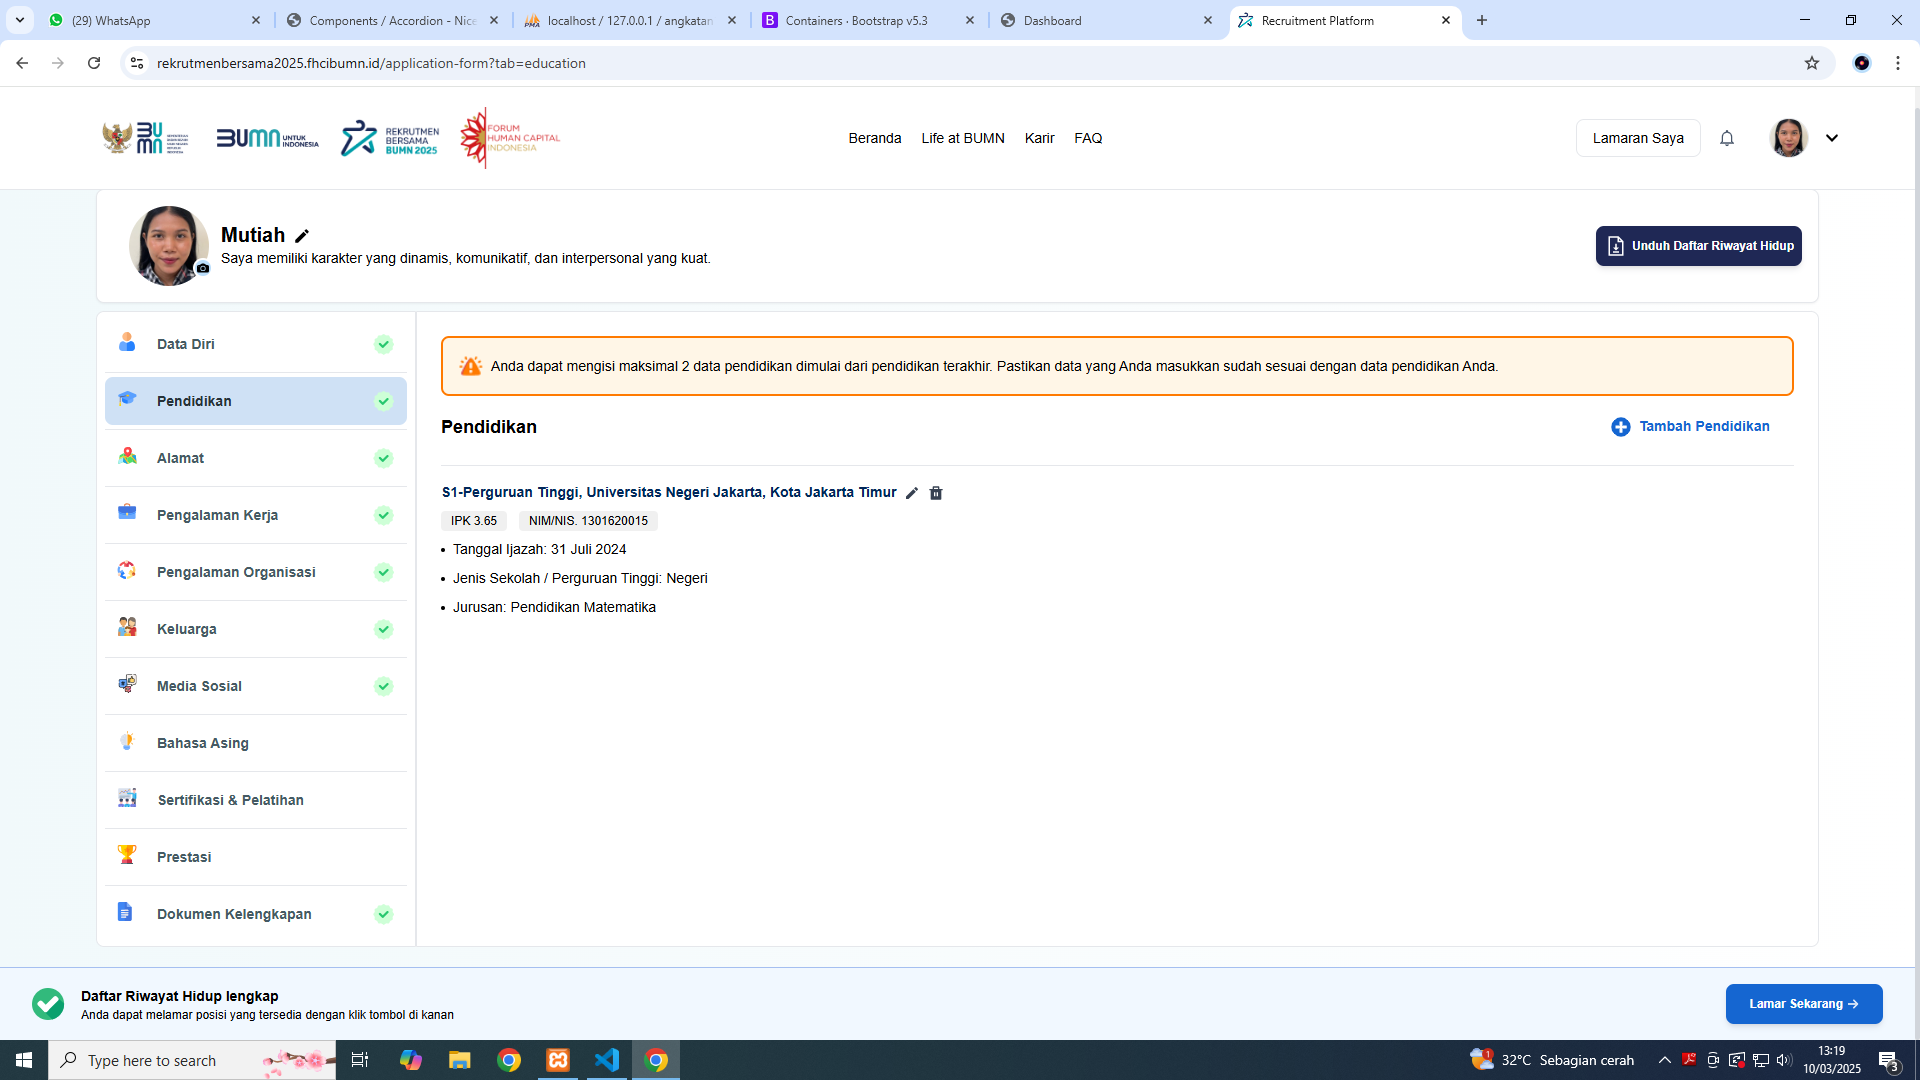 (29) WhatsApp
Components / Accordion - Nice
localhost / 127.0.0.1 / angkatan
Containers · Bootstrap v5.3
Dashboard
Recruitment Platform
rekrutmenbersama2025.fhcibumn.id/application-form?tab=education
BUMN
BUMN UNTUK INDONESIA
REKRUTMEN BERSAMA BUMN 2025
FORUM HUMAN CAPITAL INDONESIA
Beranda
Life at BUMN
Karir
FAQ
Lamaran Saya
Mutiah
Saya memiliki karakter yang dinamis, komunikatif, dan interpersonal yang kuat.
Unduh Daftar Riwayat Hidup
Data Diri
Pendidikan
Alamat
Pengalaman Kerja
Pengalaman Organisasi
Keluarga
Media Sosial
Bahasa Asing
Sertifikasi & Pelatihan
Prestasi
Dokumen Kelengkapan
Anda dapat mengisi maksimal 2 data pendidikan dimulai dari pendidikan terakhir. Pastikan data yang Anda masukkan sudah sesuai dengan data pendidikan Anda.
Pendidikan
Tambah Pendidikan
S1-Perguruan Tinggi, Universitas Negeri Jakarta, Kota Jakarta Timur
IPK 3.65
NIM/NIS. 1301620015
• Tanggal Ijazah: 31 Juli 2024
• Jenis Sekolah / Perguruan Tinggi: Negeri
• Jurusan: Pendidikan Matematika
Daftar Riwayat Hidup lengkap
Anda dapat melamar posisi yang tersedia dengan klik tombol di kanan
Lamar Sekarang →
Type here to search
1
32°C Sebagian cerah
13:19
10/03/2025
3